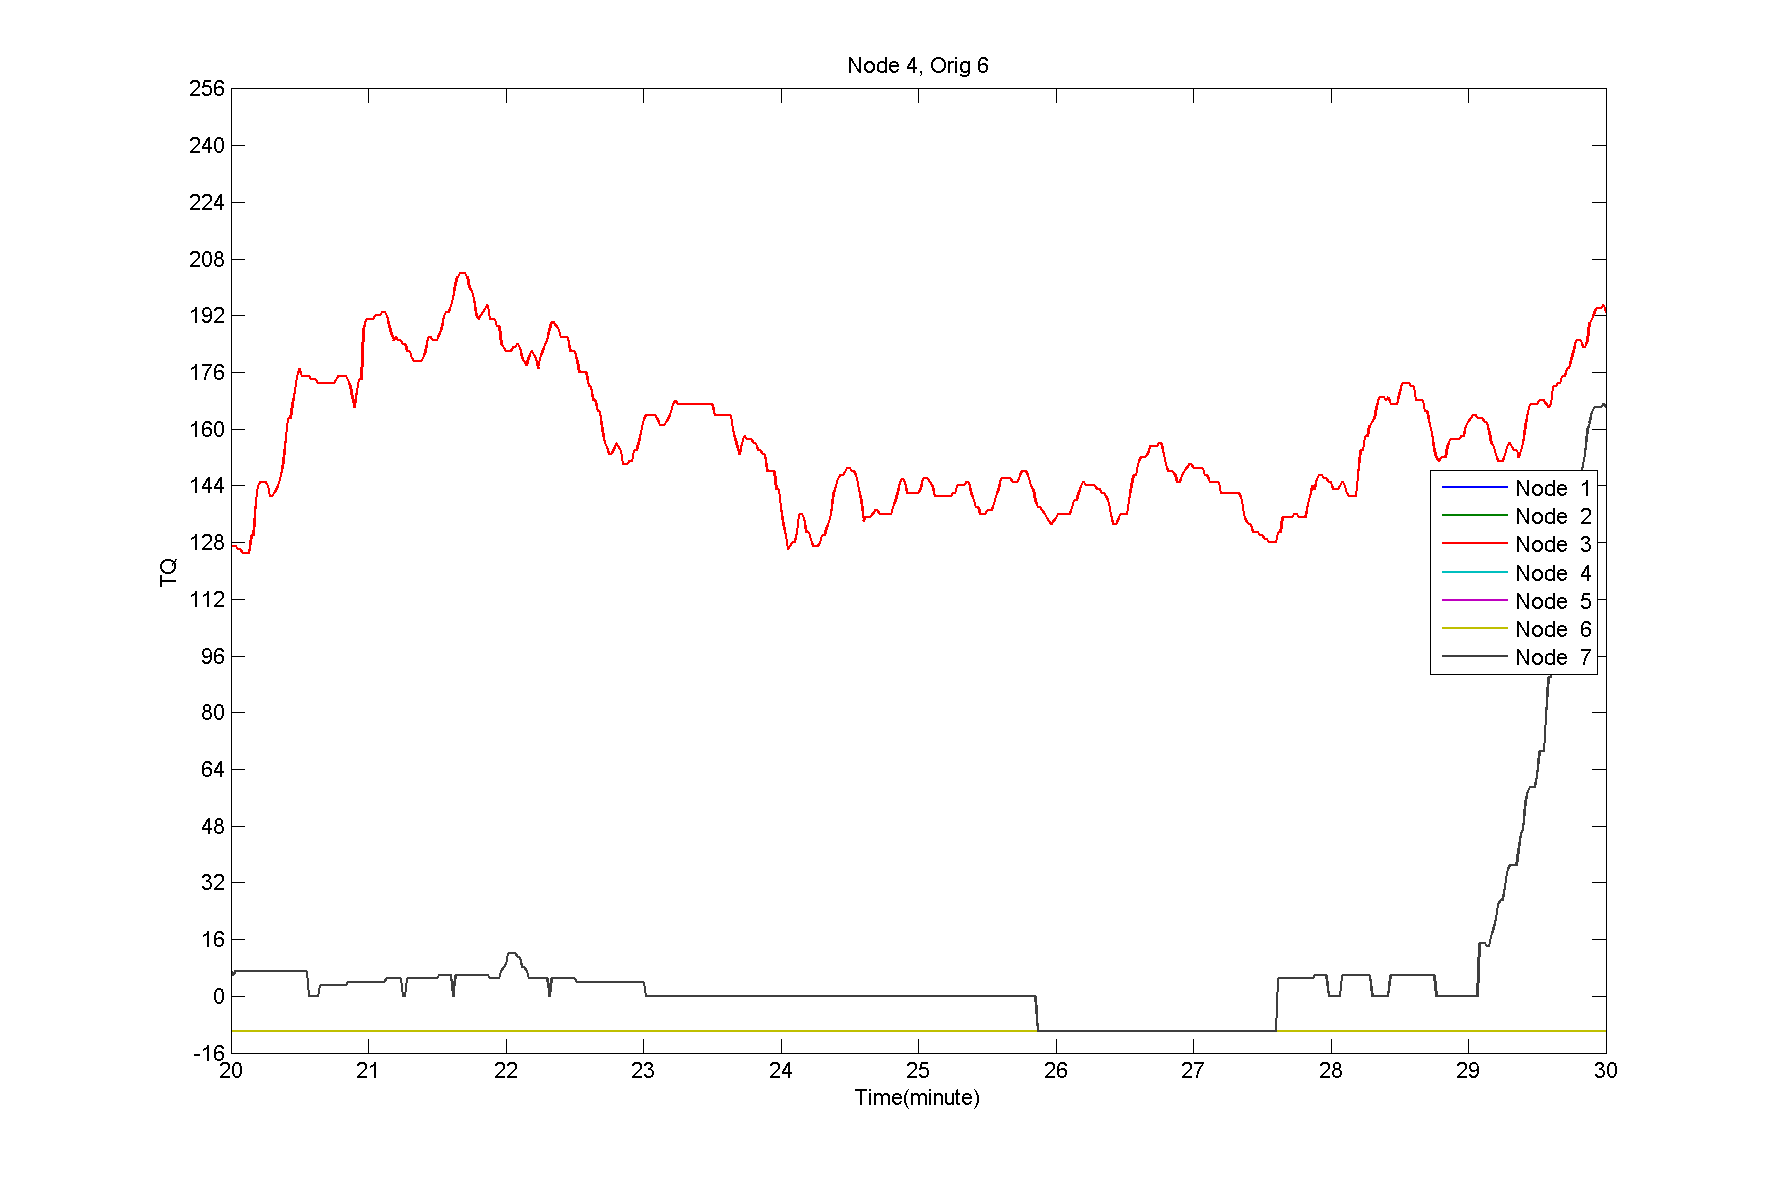 Node 4, Orig 6
256
240
224
208
192
176
160
144
128
112
96
80
64
48
32
16
0
-16
TQ
Node 1
Node 2
Node 3
Node 4
Node 5
Node 6
Node 7
20 21 22 23 24 25 26 27 28 29 30
Time(minute)